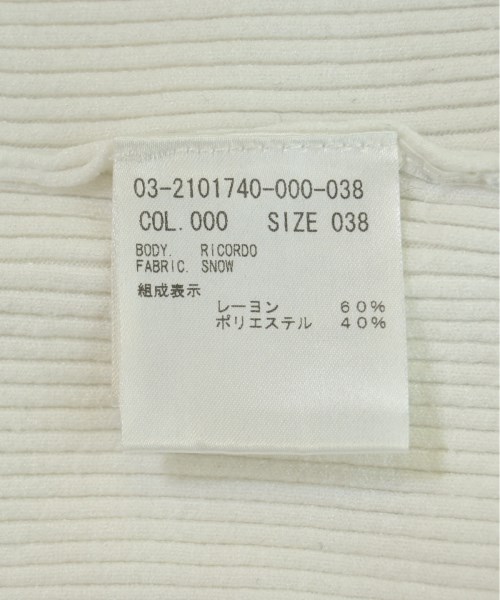 03-2101740-000-038
COL.000 SIZE 038
BODY. RICORDO
FABRIC. SNOW
組成表示
レーヨン 60%
ポリエステル 40%